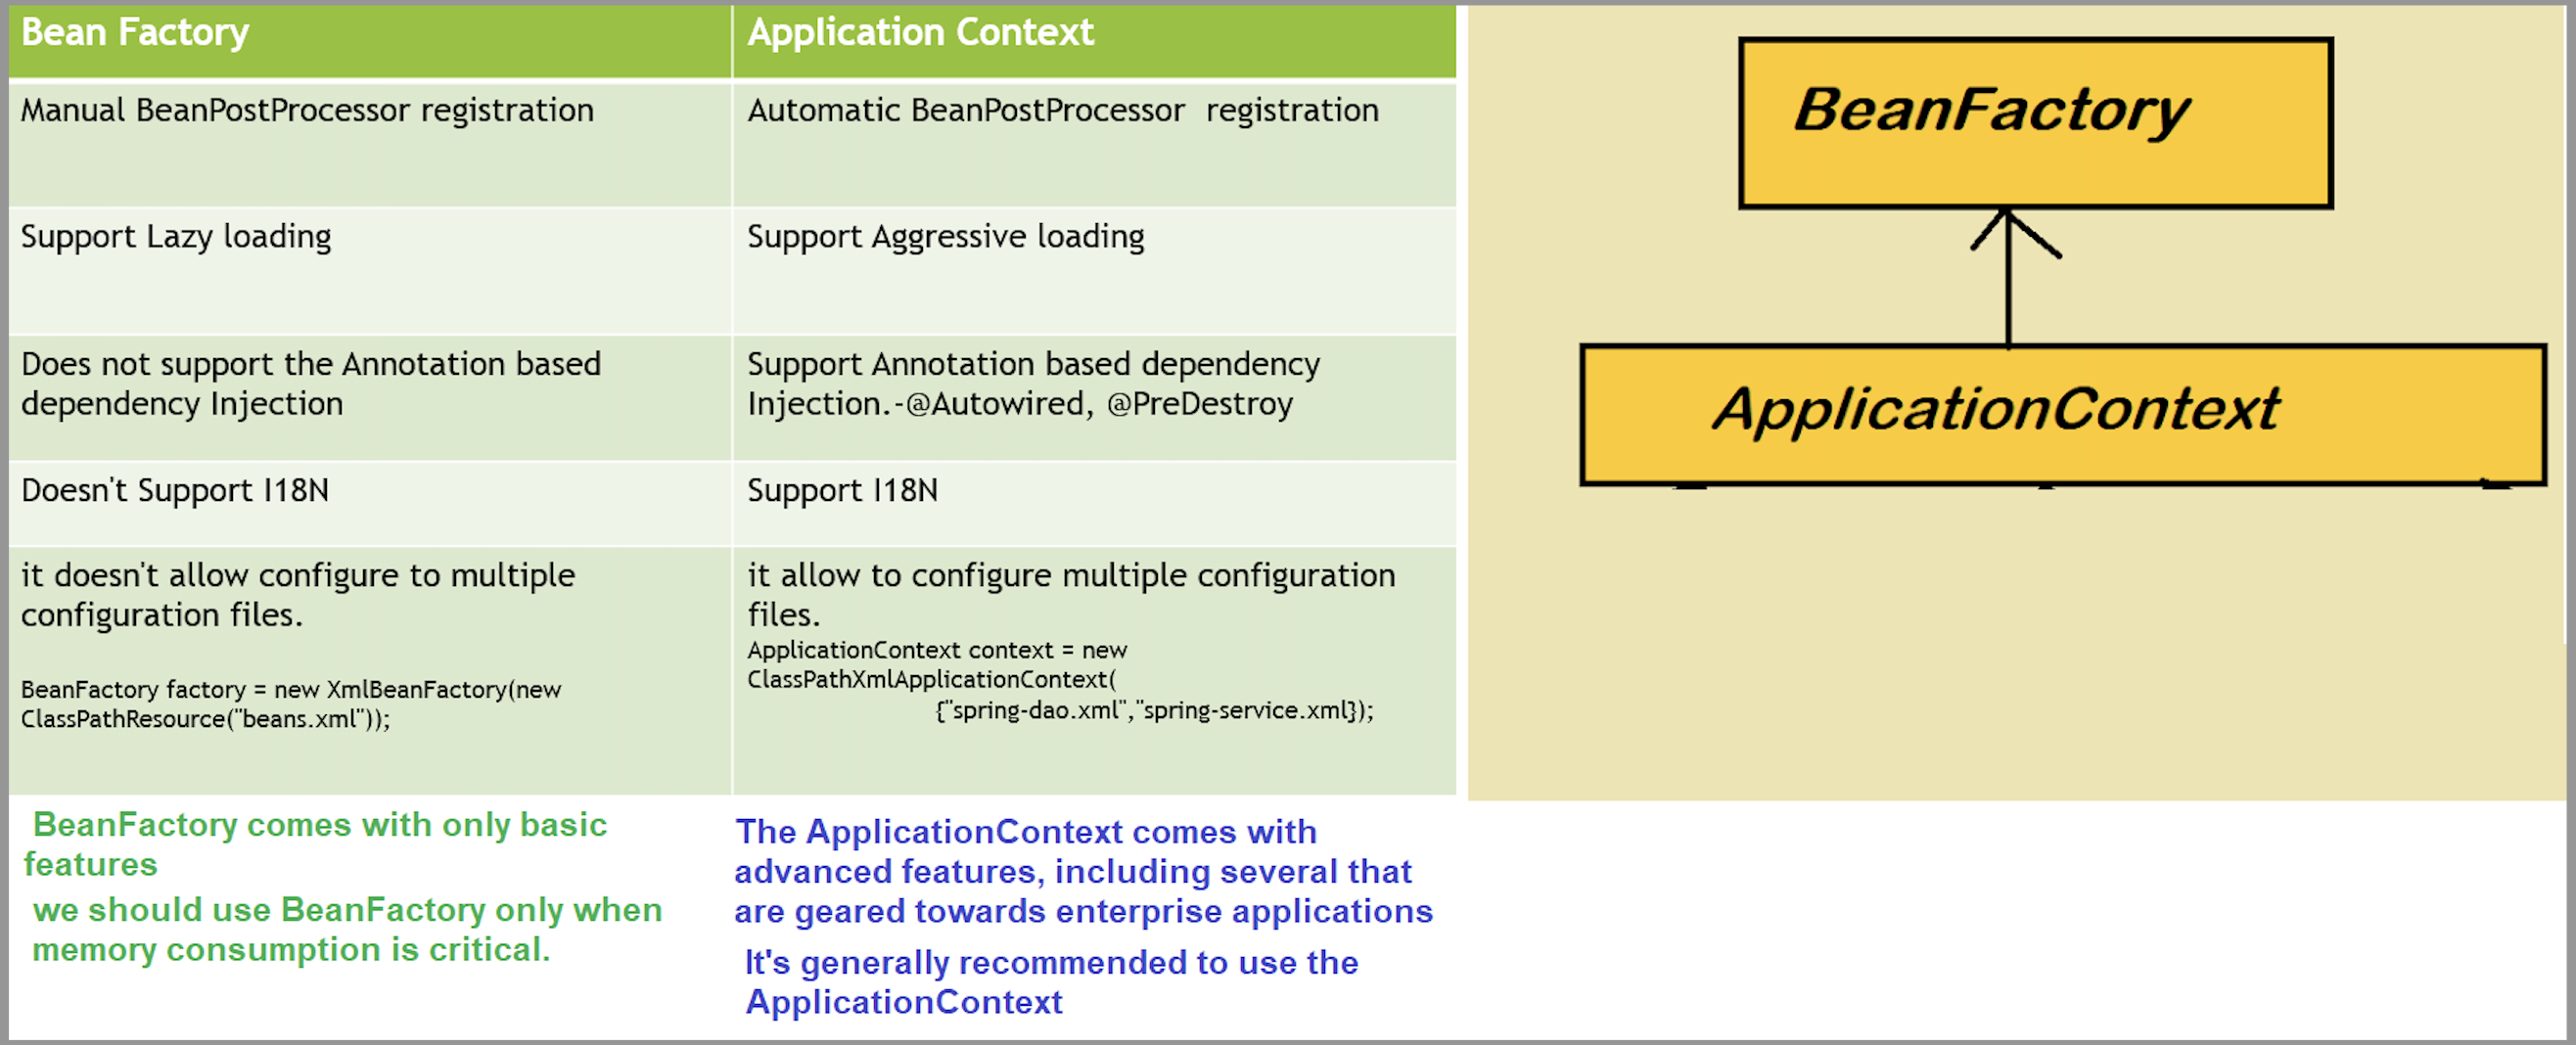 Bean Factory
Application Context
Manual BeanPostProcessor registration
Automatic BeanPostProcessor  registration
Support Lazy loading
Support Aggressive loading
Does not support the Annotation based
dependency Injection
Support Annotation based dependency
Injection.-@Autowired, @PreDestroy
Doesn't Support I18N
Support I18N
it doesn't allow configure to multiple
configuration files.
BeanFactory factory = new XmlBeanFactory(new
ClassPathResource("beans.xml"));
it allow to configure multiple configuration
files.
ApplicationContext context = new
ClassPathXmlApplicationContext(
{"spring-dao.xml","spring-service.xml});
BeanFactory comes with only basic
features
we should use BeanFactory only when
memory consumption is critical.
The ApplicationContext comes with
advanced features, including several that
are geared towards enterprise applications
It's generally recommended to use the
ApplicationContext
BeanFactory
ApplicationContext